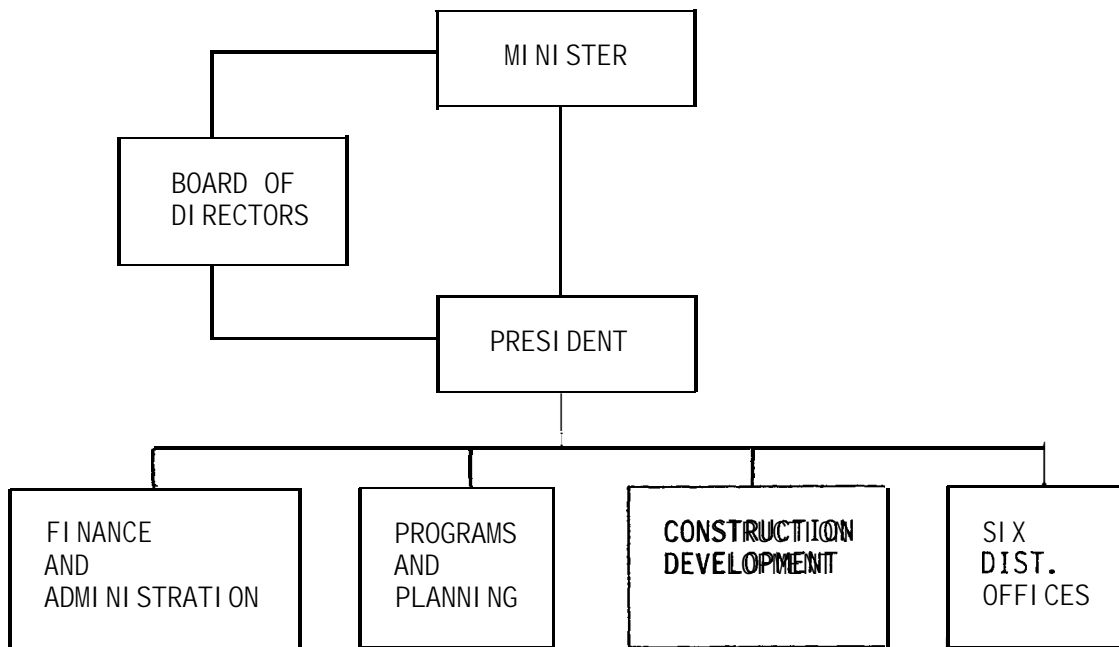 MINISTER
BOARD OF
DIRECTORS
PRESIDENT
FINANCE
AND
ADMINISTRATION
PROGRAMS
AND
PLANNING
CONSTRUCTION
DEVELOPMENT
SIX
DIST.
OFFICES